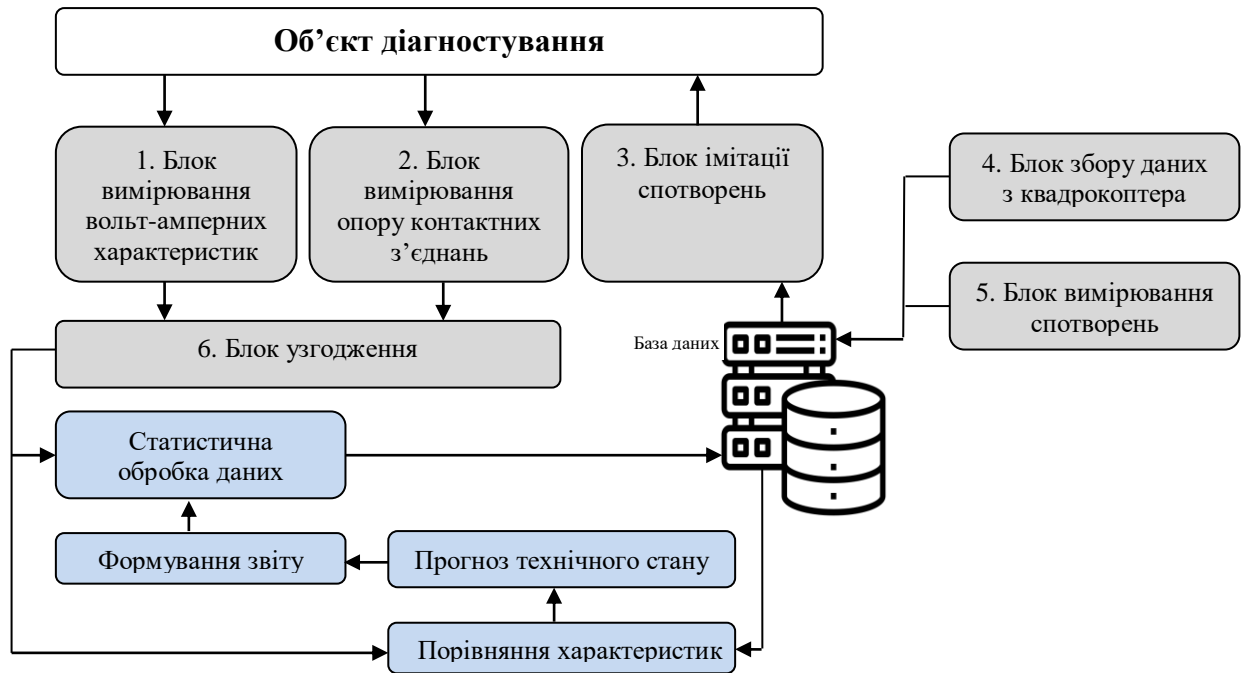 Об’єкт діагностування
1. Блок
вимірювання
вольт-амперних
характеристик
2. Блок
вимірювання
опору контактних
з’єднань
3. Блок імітації
спотворень
4. Блок збору даних
з квадрокоптера
5. Блок вимірювання
спотворень
6. Блок узгодження
База даних
Статистична
обробка даних
Формування звіту
Прогноз технічного стану
Порівняння характеристик